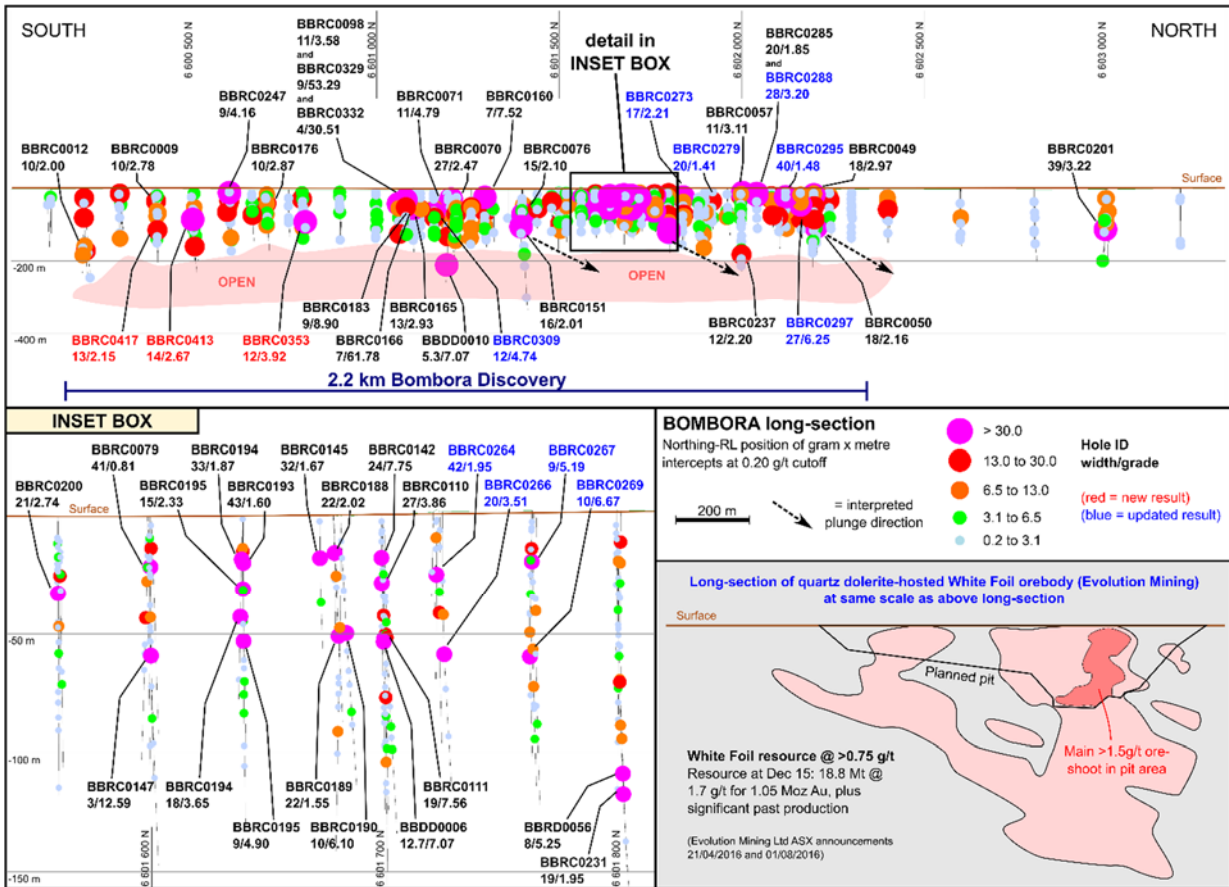 SOUTH
NORTH
6 600 500 N
6 601 000 N
6 601 500 N
6 602 000 N
6 602 500 N
6 603 000 N
BBRC0098
11/3.58
and
BBRC0329
9/53.29
and
BBRC0332
4/30.51
BBRC0247
9/4.16
BBRC0071
11/4.79
BBRC0160
7/7.52
detail in
INSET BOX
BBRC0273
17/2.21
BBRC0285
20/1.85
and
BBRC0288
28/3.20
BBRC0057
11/3.11
BBRC0012
10/2.00
BBRC0009
10/2.78
BBRC0176
10/2.87
BBRC0070
27/2.47
BBRC0076
15/2.10
BBRC0279
20/1.41
BBRC0295
40/1.48
BBRC0049
18/2.97
BBRC0201
39/3.22
Surface
-200 m
OPEN
OPEN
-400 m
BBRC0183
9/8.90
BBRC0165
13/2.93
BBRC0151
16/2.01
BBRC0417
13/2.15
BBRC0413
14/2.67
BBRC0353
12/3.92
BBRC0166
7/61.78
BBDD0010
5.3/7.07
BBRC0309
12/4.74
BBRC0237
12/2.20
BBRC0297
27/6.25
BBRC0050
18/2.16
2.2 km Bombora Discovery
INSET BOX
BBRC0079
41/0.81
BBRC0194
33/1.87
BBRC0145
32/1.67
BBRC0142
24/7.75
BBRC0264
42/1.95
BBRC0267
9/5.19
BBRC0200
21/2.74
BBRC0195
15/2.33
BBRC0193
43/1.60
BBRC0188
22/2.02
BBRC0110
27/3.86
BBRC0266
20/3.51
BBRC0269
10/6.67
Surface
-50 m
-100 m
-150 m
BBRC0147
3/12.59
BBRC0194
18/3.65
BBRC0195
9/4.90
BBRC0189
22/1.55
BBRC0190
10/6.10
BBRC0111
19/7.56
BBDD0006
12.7/7.07
BBRD0056
8/5.25
BBRC0231
19/1.95
6 601 600 N
6 601 700 N
6 601 800 N
BOMBORA long-section
Northing-RL position of gram x metre
intercepts at 0.20 g/t cutoff
200 m
= interpreted
plunge direction
> 30.0
13.0 to 30.0
6.5 to 13.0
3.1 to 6.5
0.2 to 3.1
Hole ID
width/grade
(red = new result)
(blue = updated result)
Long-section of quartz dolerite-hosted White Foil orebody (Evolution Mining)
at same scale as above long-section
Surface
Planned pit
Main >1.5g/t ore-
shoot in pit area
White Foil resource @ >0.75 g/t
Resource at Dec 15: 18.8 Mt @
1.7 g/t for 1.05 Moz Au, plus
significant past production
(Evolution Mining Ltd ASX announcements
21/04/2016 and 01/08/2016)